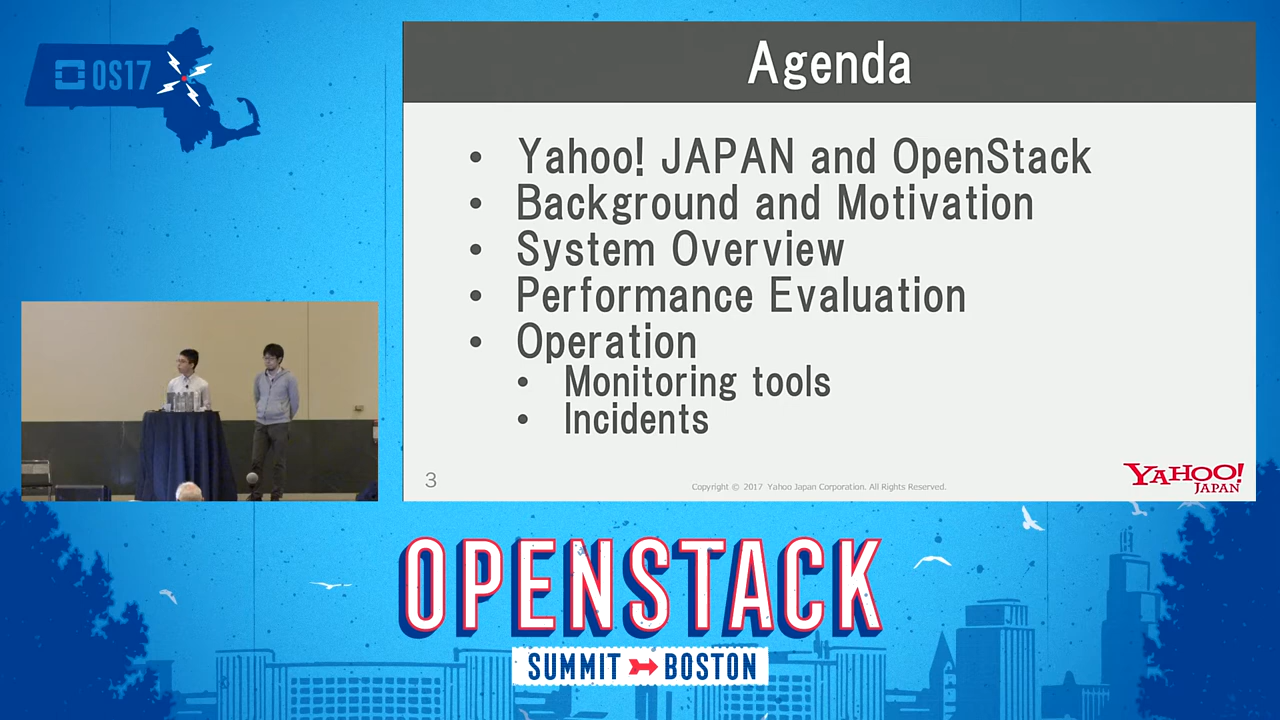 OS17
Agenda
• Yahoo! JAPAN and OpenStack
• Background and Motivation
• System Overview
• Performance Evaluation
• Operation
• Monitoring tools
• Incidents
3
Copyright © 2017 Yahoo Japan Corporation. All Rights Reserved.
YAHOO!
JAPAN
OPENSTACK
SUMMIT BOSTON